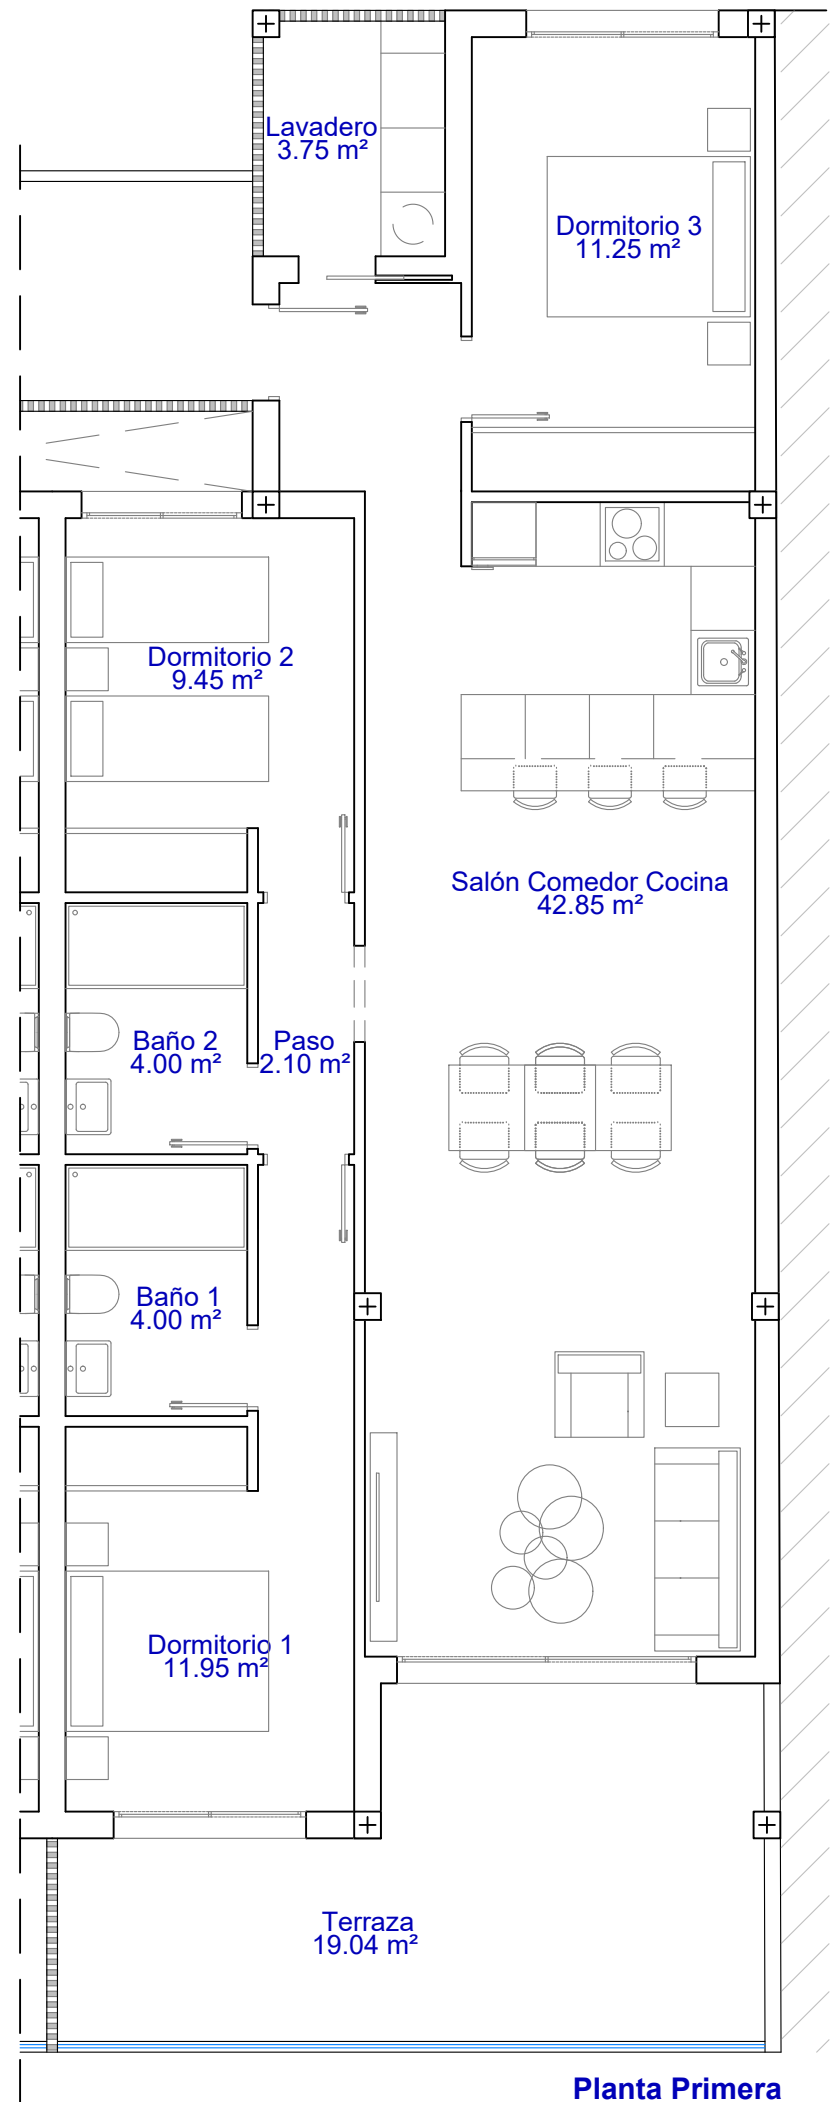 Lavadero
3.75 m²
Dormitorio 3
11.25 m²
Dormitorio 2
9.45 m²
Salón Comedor Cocina
42.85 m²
Baño 2
4.00 m²
Paso
2.10 m²
Baño 1
4.00 m²
Dormitorio 1
11.95 m²
Terraza
19.04 m²
Planta Primera